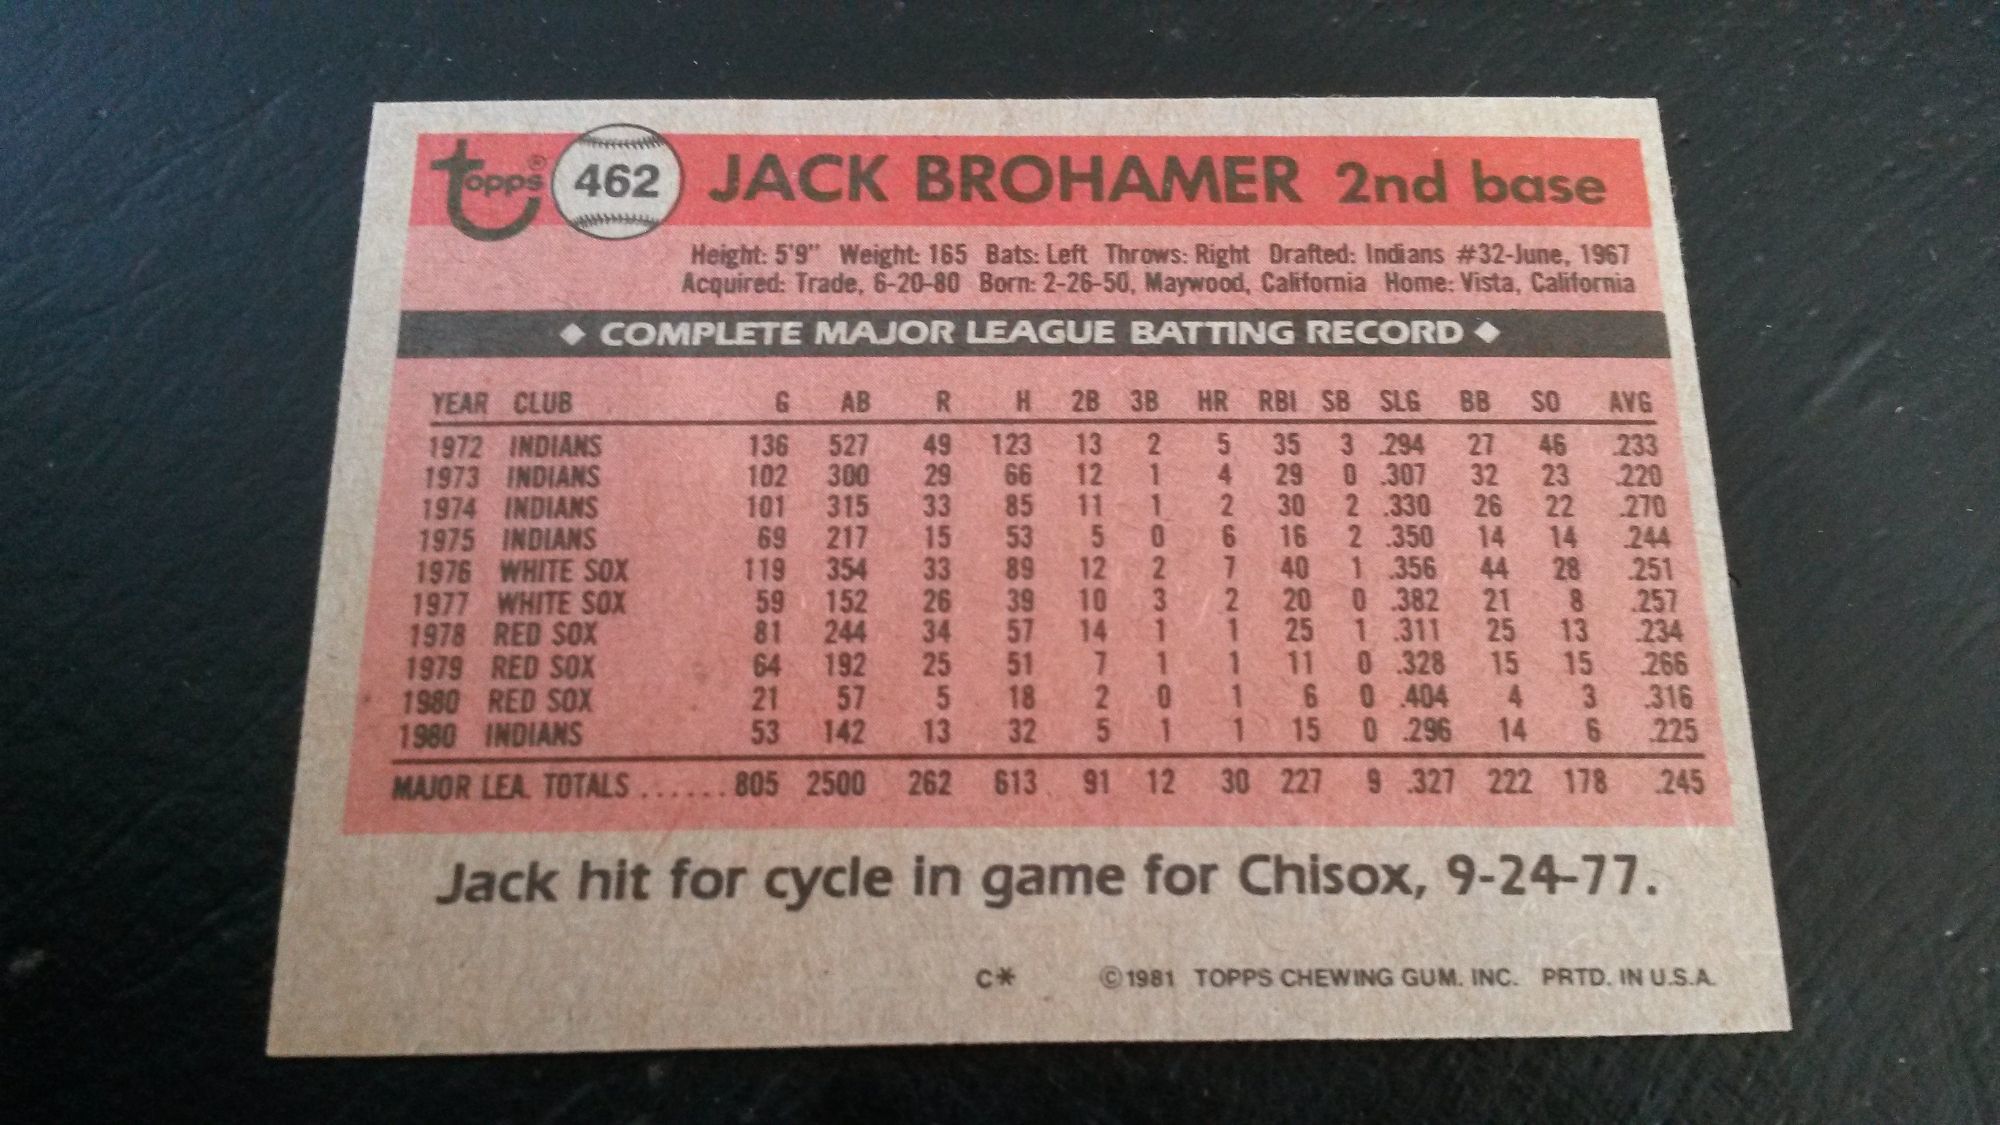 topps® 462 JACK BROHAMER 2nd base
Height: 5'9" Weight: 165 Bats: Left Throws: Right Drafted: Indians #32-June, 1967
Acquired: Trade, 6-20-80 Born: 2-26-50, Maywood, California Home: Vista, California
◆ COMPLETE MAJOR LEAGUE BATTING RECORD ◆
YEAR CLUB G AB R H 2B 3B HR RBI SB SLG BB SO AVG
1972 INDIANS 136 527 49 123 13 2 5 35 3 .294 27 46 .233
1973 INDIANS 102 300 29 66 12 1 4 29 0 .307 32 23 .220
1974 INDIANS 101 315 33 85 11 1 2 30 2 .330 26 22 .270
1975 INDIANS 69 217 15 53 5 0 6 16 2 .350 14 14 .244
1976 WHITE SOX 119 354 33 89 12 2 7 40 1 .356 44 28 .251
1977 WHITE SOX 59 152 26 39 10 3 2 20 0 .382 21 8 .257
1978 RED SOX 81 244 34 57 14 1 1 25 1 .311 25 13 .234
1979 RED SOX 64 192 25 51 7 1 1 11 0 .328 15 15 .266
1980 RED SOX 21 57 5 18 2 0 1 6 0 .404 4 3 .316
1980 INDIANS 53 142 13 32 5 1 1 15 0 .296 14 6 .225
MAJOR LEA. TOTALS ...... 805 2500 262 613 91 12 30 227 9 .327 222 178 .245
Jack hit for cycle in game for Chisox, 9-24-77.
C* ©1981 TOPPS CHEWING GUM. INC. PRTD. IN U.S.A.